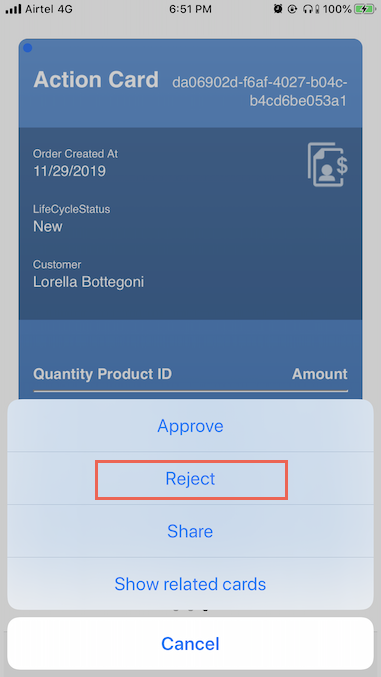 Airtel 4G 6:51 PM 100%
Action Card da06902d-f6af-4027-b04c-
b4cd6be053a1
Order Created At
11/29/2019
LifeCycleStatus
New
Customer
Lorella Bottegoni
Quantity Product ID Amount
Approve
Reject
Share
Show related cards
Cancel